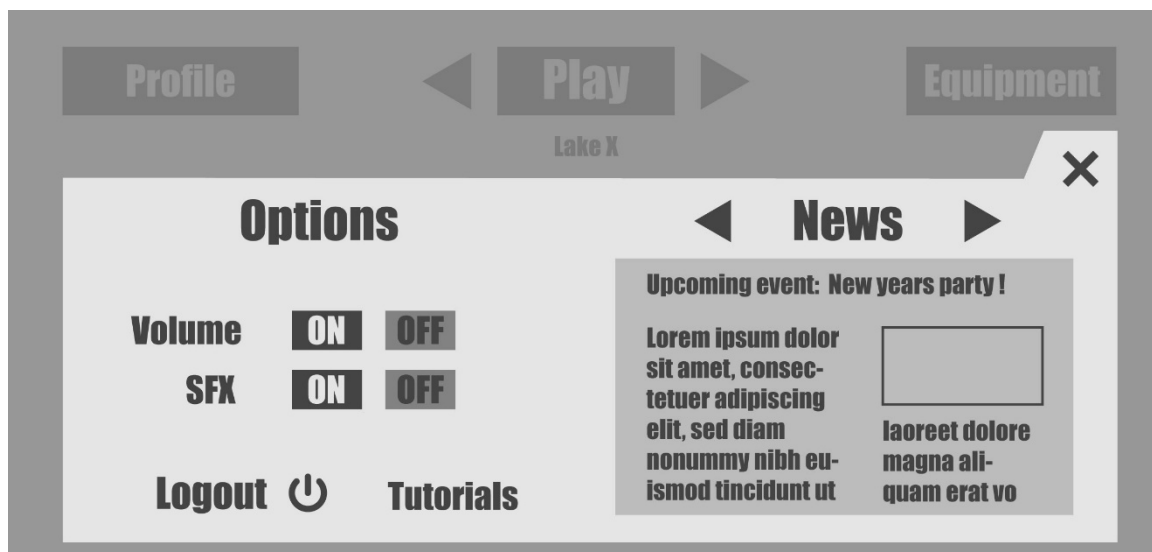 Profile
Play
Equipment
Lake X
Options
News
Volume ON OFF
SFX ON OFF
Logout
Tutorials
Upcoming event: New years party !
Lorem ipsum dolor
sit amet, consec-
tetuer adipiscing
elit, sed diam
nonummy nibh eu-
ismod tincidunt ut
laoreet dolore
magna ali-
quam erat vo